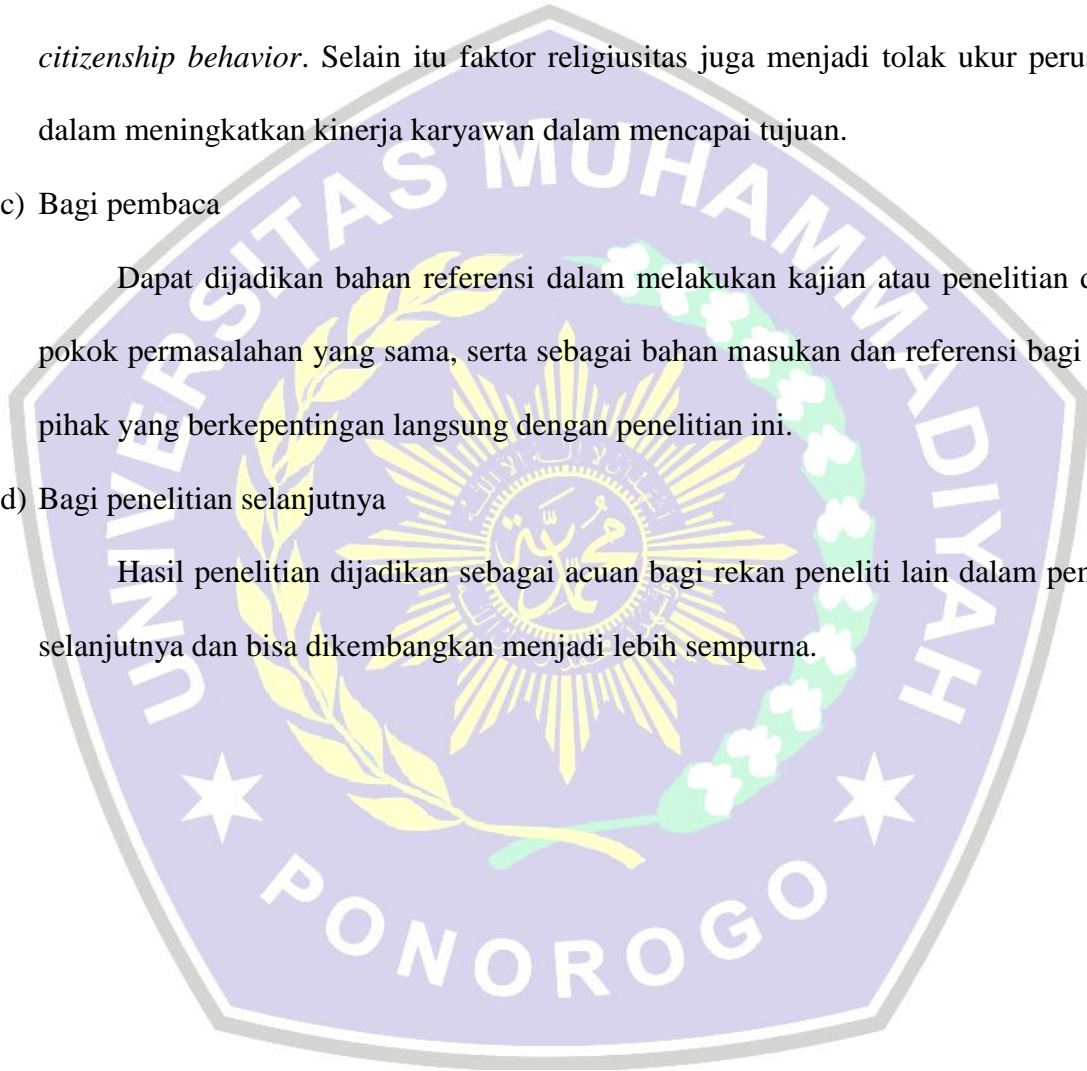 citizenship behavior. Selain itu faktor religiusitas juga menjadi tolak ukur
dalam meningkatkan kinerja karyawan dalam mencapai tujuan.
c) Bagi pembaca
Dapat dijadikan bahan referensi dalam melakukan kajian atau penelitian
pokok permasalahan yang sama, serta sebagai bahan masukan dan referensi bagi
pihak yang berkepentingan langsung dengan penelitian ini.
d) Bagi penelitian selanjutnya
Hasil penelitian dijadikan sebagai acuan bagi rekan peneliti lain dalam
selanjutnya dan bisa dikembangkan menjadi lebih sempurna.
UNIVERSITAS MUHAMMADIYAH
PONOROGO
محمدية